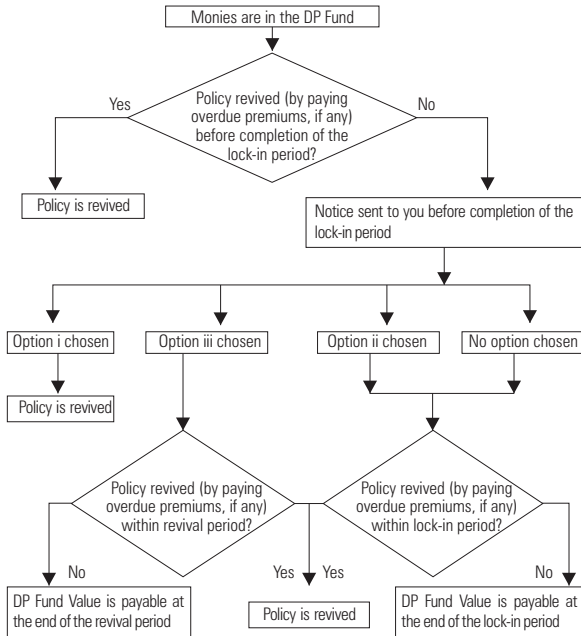 Monies are in the DP Fund
Yes
No
Policy revived (by paying
overdue premiums, if any)
before completion of the
lock-in period?
Policy is revived
Notice sent to you before completion of the
lock-in period
Option i chosen
Option iii chosen
Option ii chosen
No option chosen
Policy is revived
Policy revived (by paying
overdue premiums, if any)
within revival period?
Policy revived (by paying
overdue premiums, if any)
within lock-in period?
No
Yes
Yes
No
DP Fund Value is payable at
the end of the revival period
Policy is revived
DP Fund Value is payable at
the end of the lock-in period